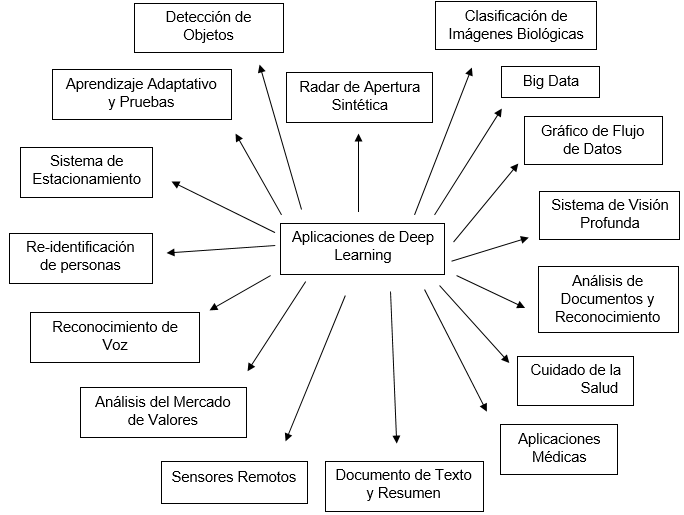 Detección de
Objetos
Clasificación de
Imágenes Biológicas
Aprendizaje Adaptativo
y Pruebas
Radar de Apertura
Sintética
Big Data
Gráfico de Flujo
de Datos
Sistema de
Estacionamiento
Sistema de Visión
Profunda
Aplicaciones de Deep
Learning
Re-identificación
de personas
Análisis de
Documentos y
Reconocimiento
Reconocimiento de
Voz
Cuidado de la
Salud
Análisis del Mercado
de Valores
Aplicaciones
Médicas
Sensores Remotos
Documento de Texto
y Resumen